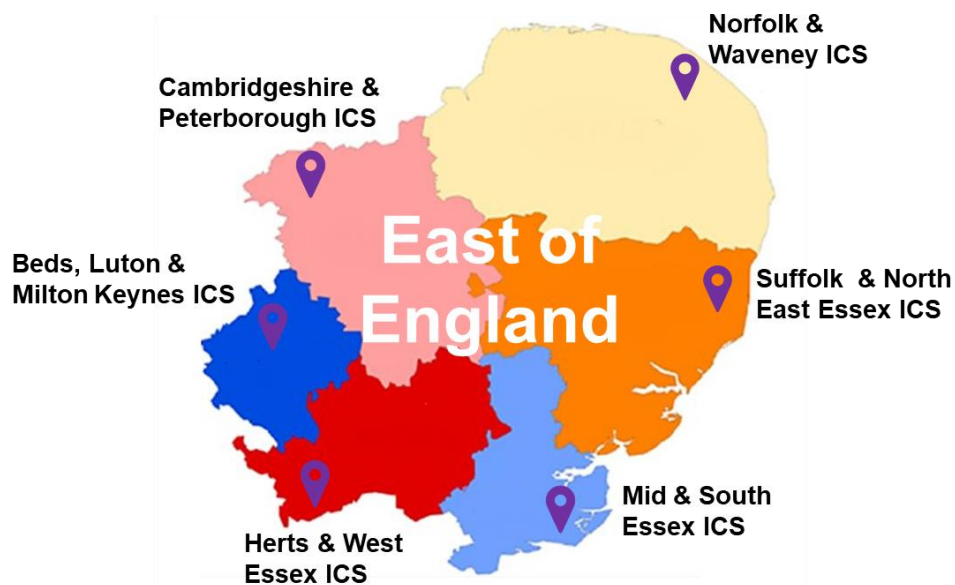 Norfolk &
Waveney ICS
Cambridgeshire &
Peterborough ICS
East of
England
Beds, Luton &
Milton Keynes ICS
Suffolk & North
East Essex ICS
Mid & South
Essex ICS
Herts & West
Essex ICS